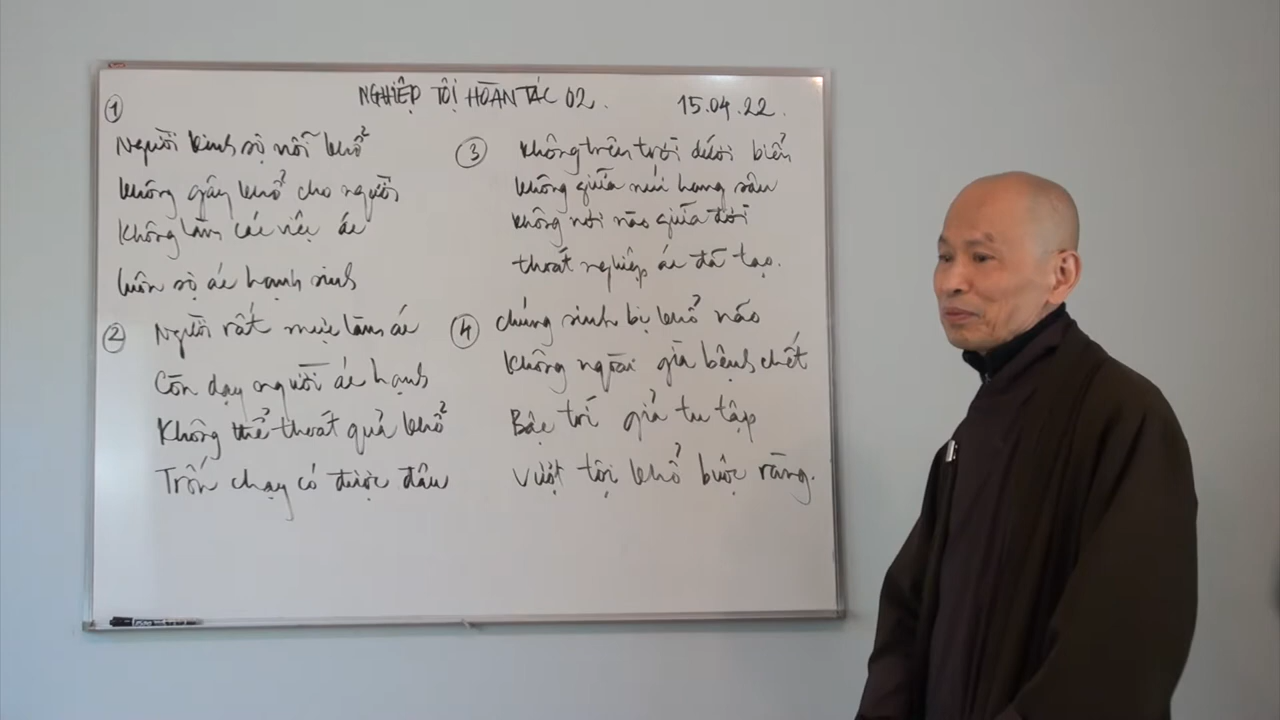 NGHIỆP TỘI HOÀN TÁC 02.
15.04.22.
1
Người kinh sợ nỗi khổ
không gây khổ cho người
Không làm các việc ác
luôn sợ ác hạnh sinh
2
Người rất mực làm ác
Còn dạy người ác hạnh
Không thể thoát quả khổ
Trốn chạy có được đâu
3
không trên trời dưới biển
không giữa núi hang sâu
không nơi nào giữa đời
thoát nghiệp ác đã tạo.
4
chúng sinh bị khổ não
Không ngoài già bệnh chết
Bậc trí giả tu tập
Vượt tội khổ buộc ràng.